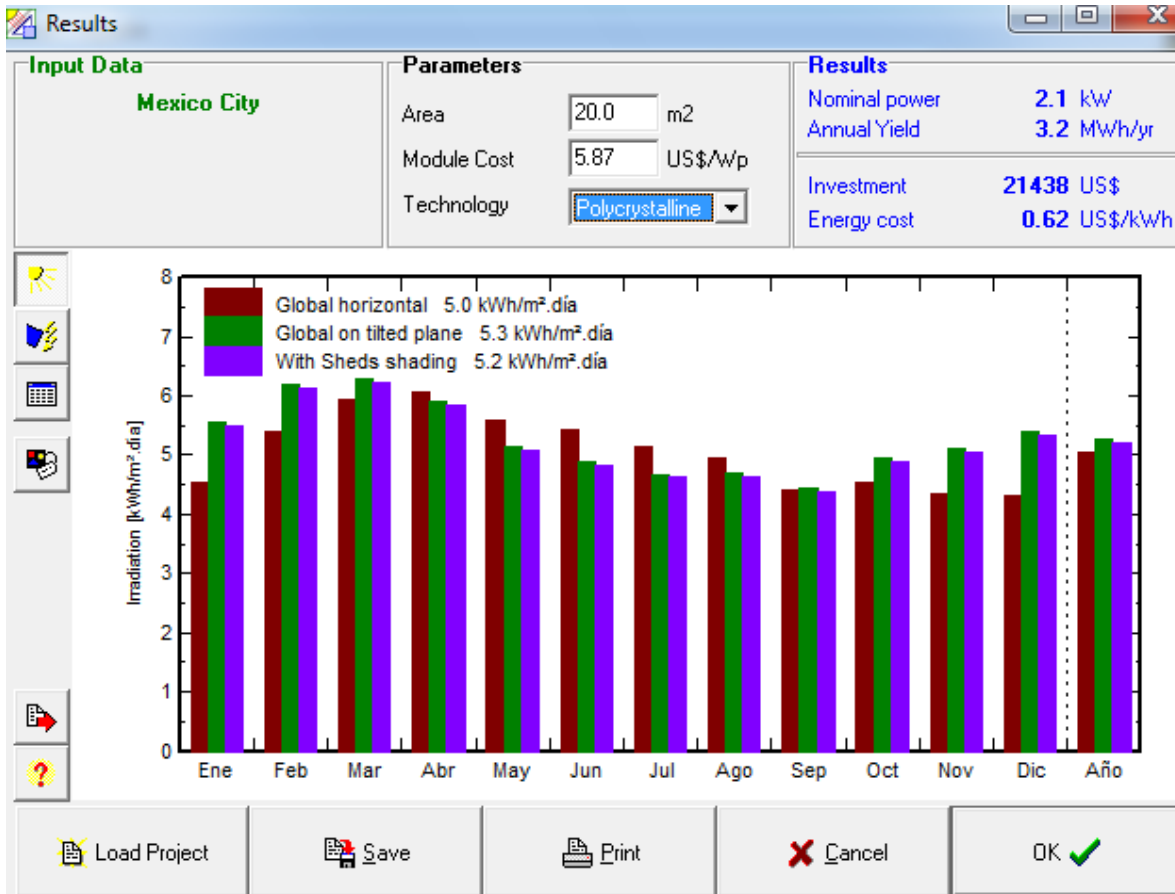 Results
Input Data
Mexico City
Parameters
Area 20.0 m2
Module Cost 5.87 US$/Wp
Technology Polycrystalline
Results
Nominal power 2.1 kW
Annual Yield 3.2 MWh/yr
Investment 21438 US$
Energy cost 0.62 US$/kWh
Global horizontal 5.0 kWh/m².día
Global on tilted plane 5.3 kWh/m².día
With Sheds shading 5.2 kWh/m².día
Irradiation [kWh/m².día]
8
7
6
5
4
3
2
1
0
Ene Feb Mar Abr May Jun Jul Ago Sep Oct Nov Dic Año
?
Load Project Save Print Cancel OK